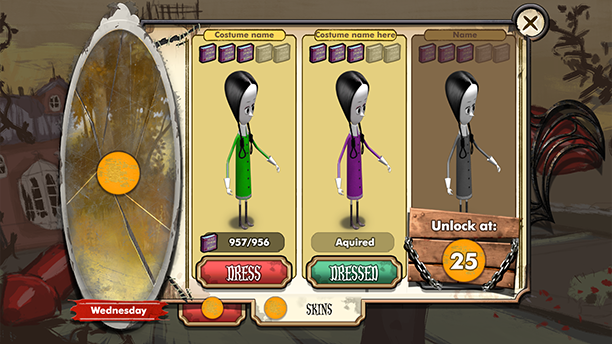 Costume name
Costume name here
Name
957/956
Aquired
Unlock at:
25
DRESS
DRESSED
Wednesday
SKINS